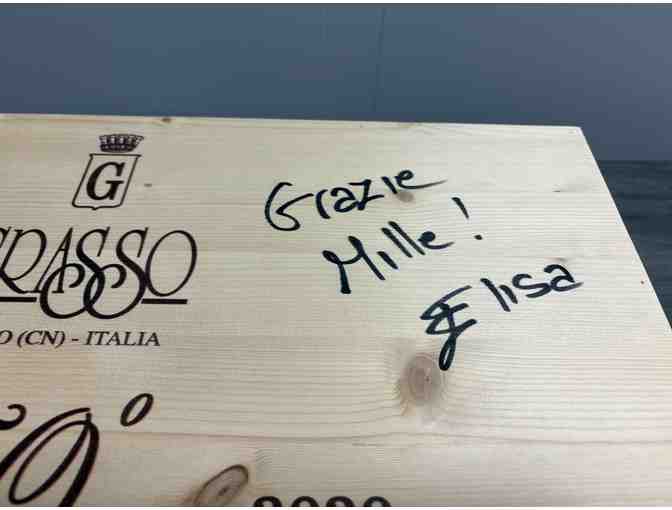 G
Grazie
Mille!
Elisa
RASSO
O (CN) - ITALIA